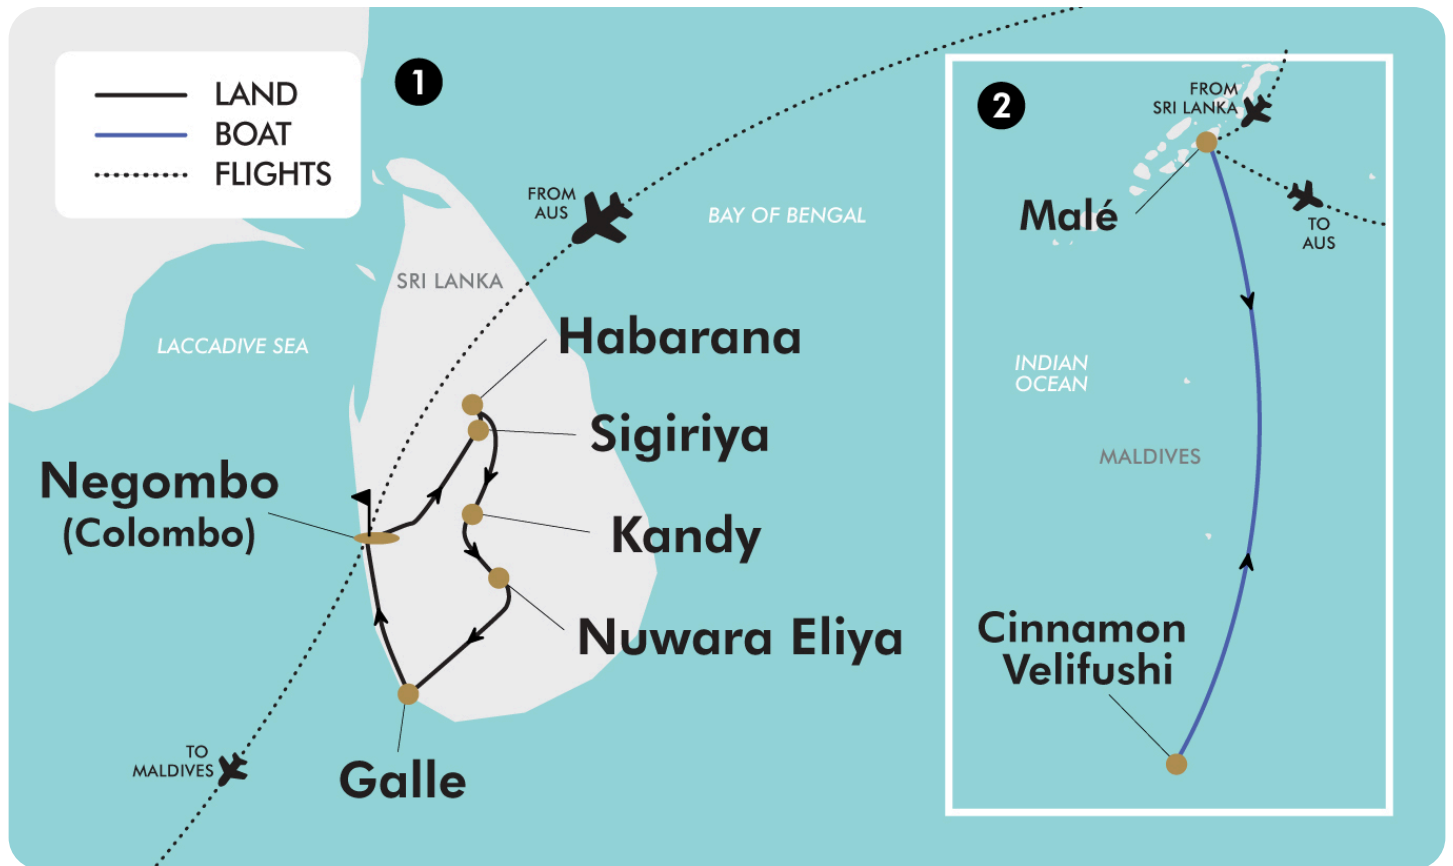 LAND
BOAT
FLIGHTS
1
FROM
AUS
BAY OF BENGAL
SRI LANKA
LACCADIVE SEA
Habarana
Sigiriya
Negombo
(Colombo)
Kandy
Nuwara Eliya
Galle
TO
MALDIVES
2
FROM
SRI LANKA
Malé
TO
AUS
INDIAN
OCEAN
MALDIVES
Cinnamon
Velifushi